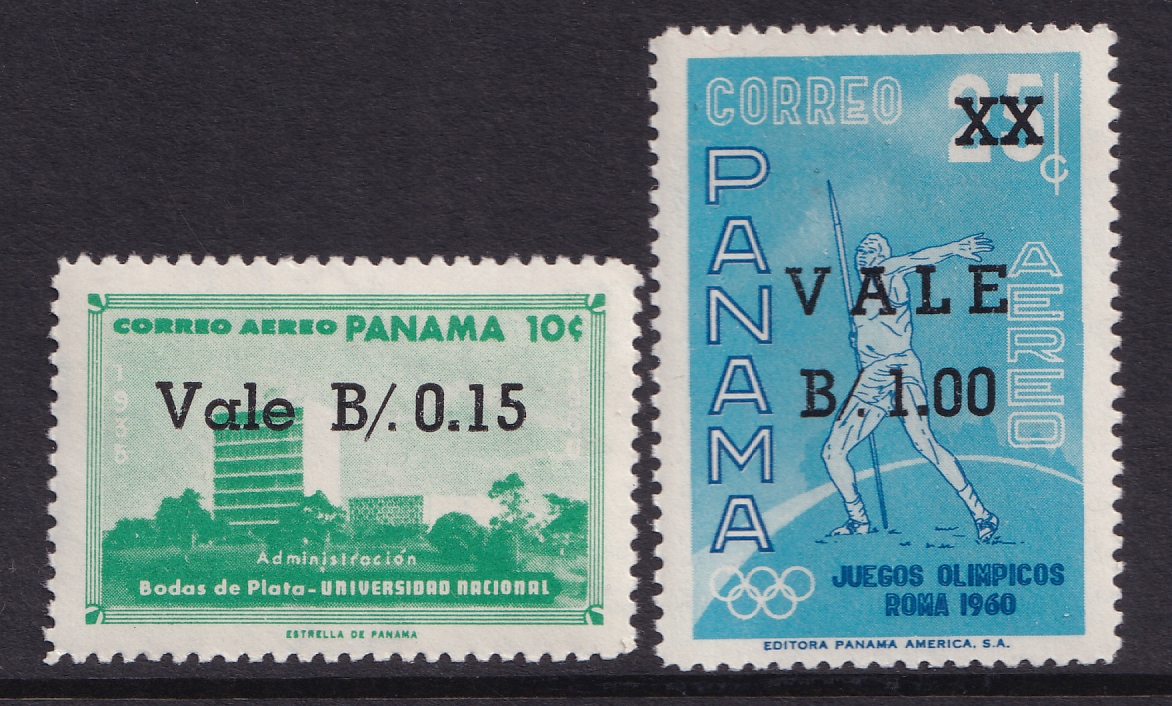 CORREO AEREO PANAMA 10¢
Vale B/.0.15
Administración
Bodas de Plata-UNIVERSIDAD NACIONAL
ESTRELLA DE PANAMA
CORREO 25¢
XX
PANAMA
AEREO
VALE
B/.1.00
JUEGOS OLIMPICOS
ROMA 1960
EDITORA PANAMA AMERICA, S.A.